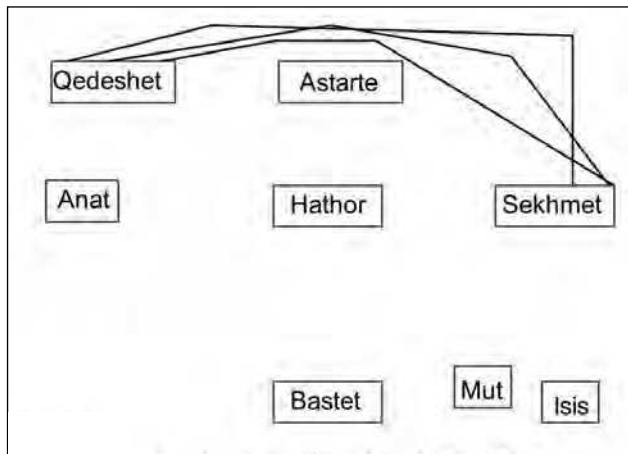 Qedeshet
Astarte
Anat
Hathor
Sekhmet
Bastet
Mut
Isis